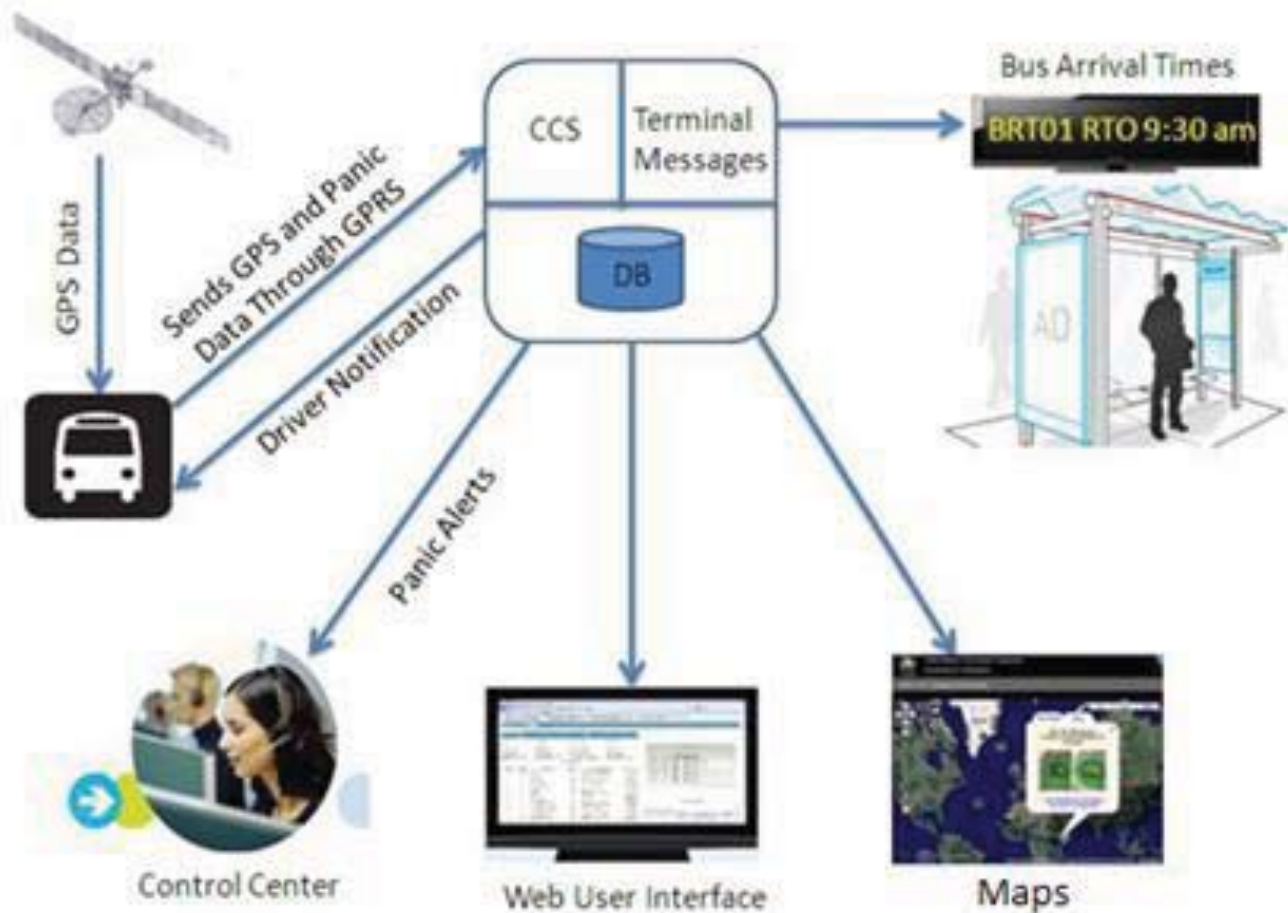 Bus Arrival Times
BRT01 RTO 9:30 am
CCS
Terminal
Messages
DB
GPS Data
Sends GPS and Panic
Data Through GPRS
Driver Notification
Panic Alerts
AD
Control Center
Web User Interface
Maps